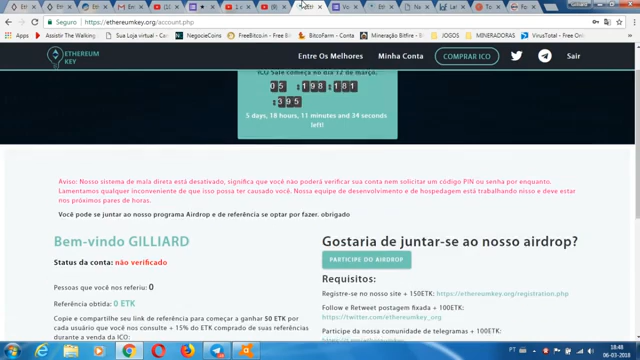 Seguro
https://ethereumkey.org/account.php
Apps
Assistir The Walking
Sua Loja virtual - Cr
FreeBitco.in
BitcoFarm - Conta
Mineração Bitcoin
JOGOS
MINERADORAS
VirusTotal - Free O
ETHEREUM
KEY
Entre Os Melhores
Minha Conta
COMPRAR ICO
Sair
ICO Sale começa no dia 12 de março,
05 :198:181
:395
5 days, 18 hours, 11 minutes and 34 seconds
left!
Aviso: Nosso sistema de mala direta está desativado, significa que você não poderá verificar sua conta nem solicitar um código PIN ou senha por enquanto.
Lamentamos qualquer inconveniente de que isso possa ter causado você. Nossa equipe de desenvolvimento e de hospedagem está trabalhando nisso e deve estar
nos próximos pares de horas.
Você pode se juntar ao nosso programa Airdrop e de referência se optar por fazer. obrigado
Bem-vindo GILLIARD
Status da conta: não verificado
Pessoas que você nos referiu: 0
Referência obtida: 0 ETK
Copie e compartilhe seu link de referência para começar a ganhar 50 ETK por
cada usuário que você nos consulte + 15% do ETK comprado de suas referências
durante a venda da ICO:
Gostaria de juntar-se ao nosso airdrop?
PARTICIPE DO AIRDROP
Requisitos:
Registre-se no nosso site + 150ETK: https://ethereumkey.org/registration.php
Follow e Retweet postagem fixada + 100ETK:
https://twitter.com/ethereumkey_org
Participe da nossa comunidade de telegramas + 100ETK:
PT
18:48
06-03-2018